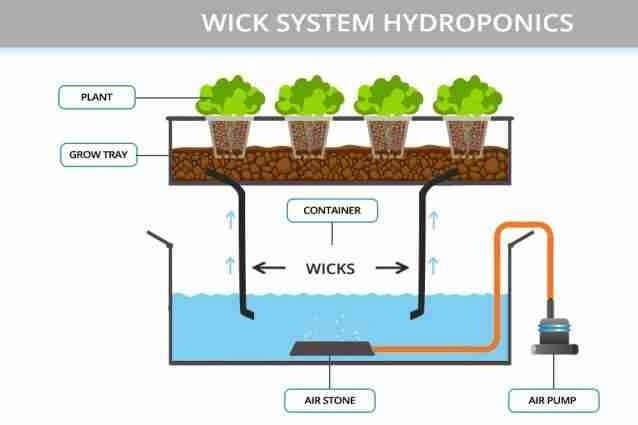 WICK SYSTEM HYDROPONICS
PLANT
GROW TRAY
CONTAINER
WICKS
AIR STONE
AIR PUMP